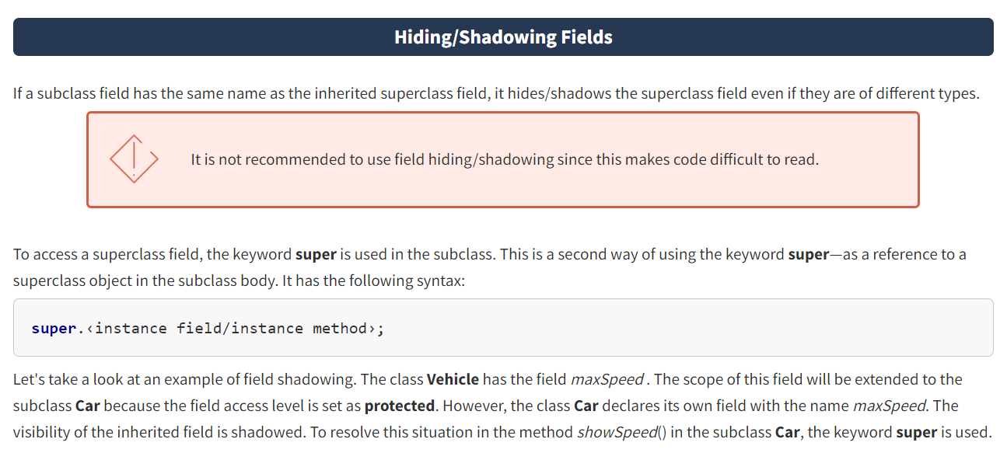 Hiding/Shadowing Fields
If a subclass field has the same name as the inherited superclass field, it hides/shadows the superclass field even if they are of different types.
It is not recommended to use field hiding/shadowing since this makes code difficult to read.
To access a superclass field, the keyword super is used in the subclass. This is a second way of using the keyword super—as a reference to a
superclass object in the subclass body. It has the following syntax:
super.‹instance field/instance method›;
Let's take a look at an example of field shadowing. The class Vehicle has the field maxSpeed . The scope of this field will be extended to the
subclass Car because the field access level is set as protected. However, the class Car declares its own field with the name maxSpeed. The
visibility of the inherited field is shadowed. To resolve this situation in the method showSpeed() in the subclass Car, the keyword super is used.